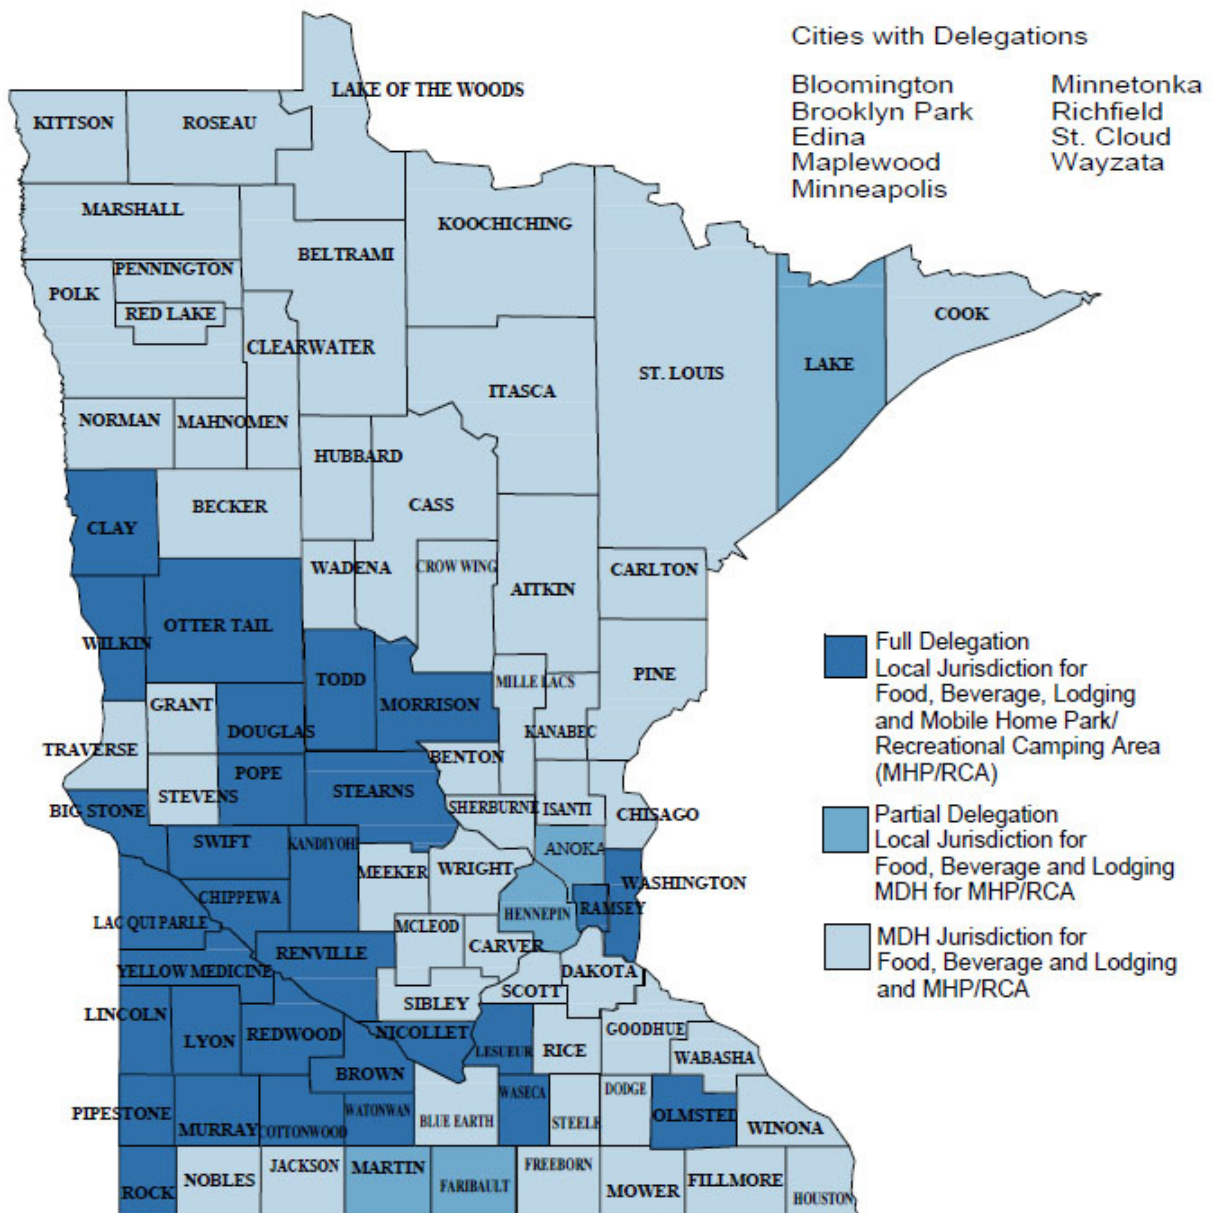 Cities with Delegations
Bloomington
Brooklyn Park
Edina
Maplewood
Minneapolis
Minnetonka
Richfield
St. Cloud
Wayzata
LAKE OF THE WOODS
KITTSON
ROSEAU
MARSHALL
KOOCHICHING
BELTRAMI
PENNINGTON
POLK
RED LAKE
COOK
CLEARWATER
ST. LOUIS
LAKE
ITASCA
NORMAN
MAHNOMEN
HUBBARD
BECKER
CASS
CLAY
WADENA
CROW WING
AITKIN
CARLTON
OTTER TAIL
WILKIN
TODD
PINE
MILLE LACS
GRANT
MORRISON
DOUGLAS
KANABEC
TRAVERSE
BENTON
POPE
STEARNS
STEVENS
BIG STONE
SHERBURNE
ISANTI
CHISAGO
SWIFT
KANDIYOHI
ANOKA
MEEKER
WRIGHT
WASHINGTON
CHIPPEWA
RAMSEY
HENNEPIN
LAC QUI PARLE
MCLEOD
CARVER
RENVILLE
YELLOW MEDICINE
DAKOTA
SCOTT
SIBLEY
LINCOLN
LYON
REDWOOD
NICOLLET
GOODHUE
LESUEUR
RICE
WABASHA
BROWN
DODGE
WASECA
PIPESTONE
MURRAY
COTTONWOOD
WATONWAN
BLUE EARTH
STEELE
OLMSTED
WINONA
ROCK
NOBLES
JACKSON
MARTIN
FARIBAULT
FREEBORN
MOWER
FILLMORE
HOUSTON
Full Delegation
Local Jurisdiction for
Food, Beverage, Lodging
and Mobile Home Park/
Recreational Camping Area
(MHP/RCA)
Partial Delegation
Local Jurisdiction for
Food, Beverage and Lodging
MDH for MHP/RCA
MDH Jurisdiction for
Food, Beverage and Lodging
and MHP/RCA